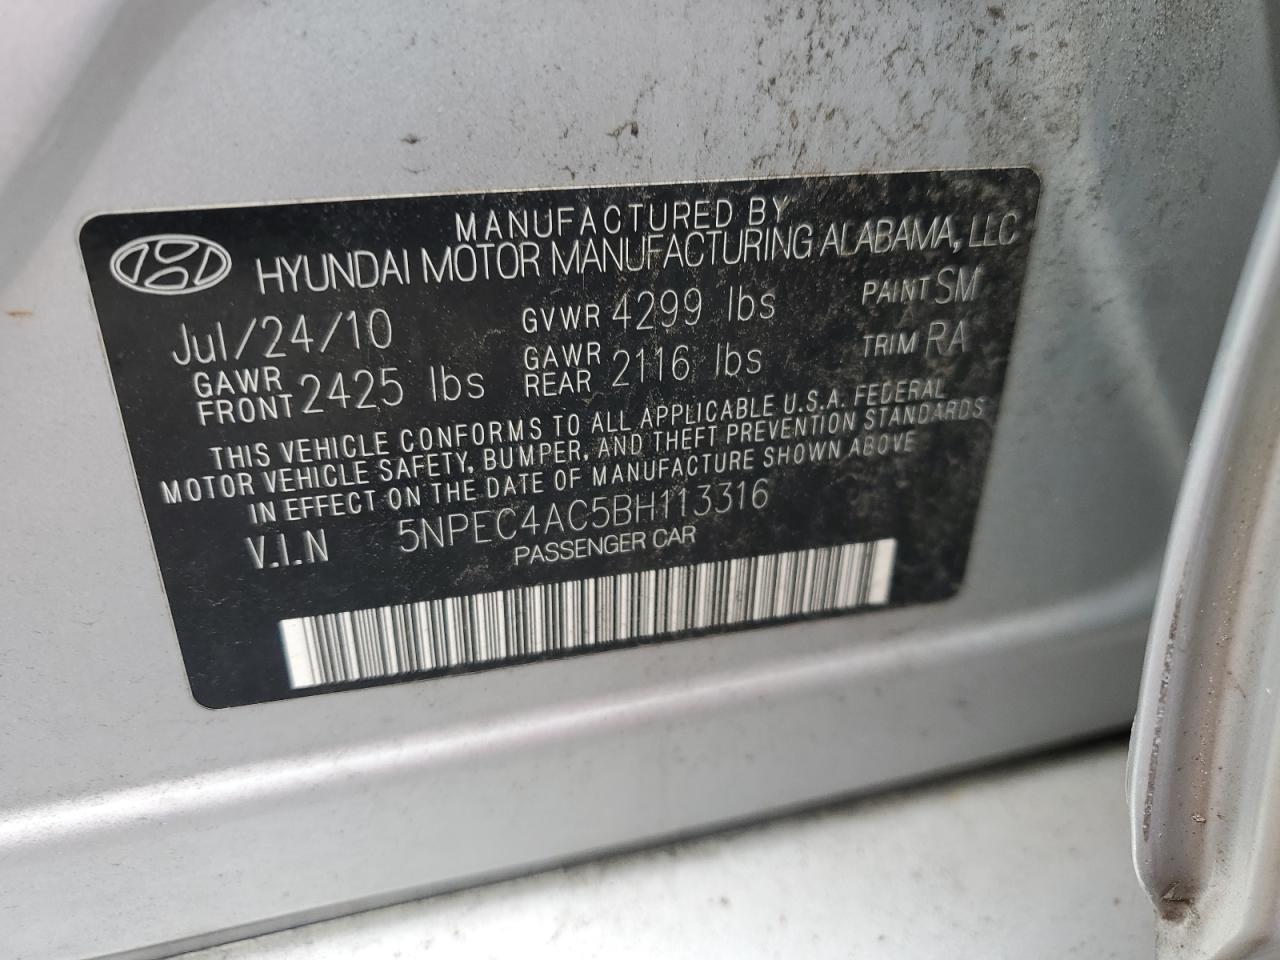 MANUFACTURED BY
HYUNDAI MOTOR MANUFACTURING ALABAMA, LLC
Jul/24/10 GVWR 4299 lbs PAINT SM
GAWR FRONT 2425 lbs GAWR REAR 2116 lbs TRIM RA
THIS VEHICLE CONFORMS TO ALL APPLICABLE U.S.A. FEDERAL
MOTOR VEHICLE SAFETY, BUMPER, AND THEFT PREVENTION STANDARDS
IN EFFECT ON THE DATE OF MANUFACTURE SHOWN ABOVE
V.I.N 5NPEC4AC5BH113316
PASSENGER CAR